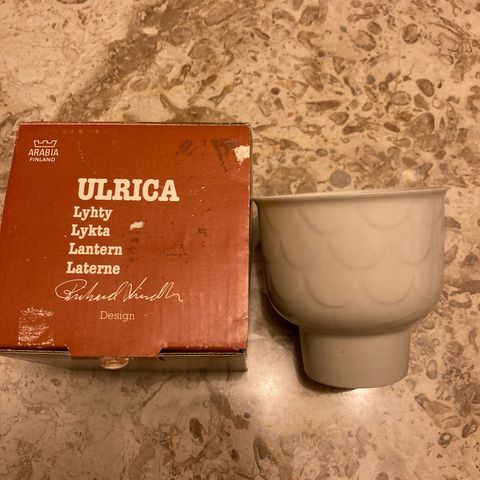 ARABIA
FINLAND
ULRICA
Lyhty
Lykta
Lantern
Laterne
Design